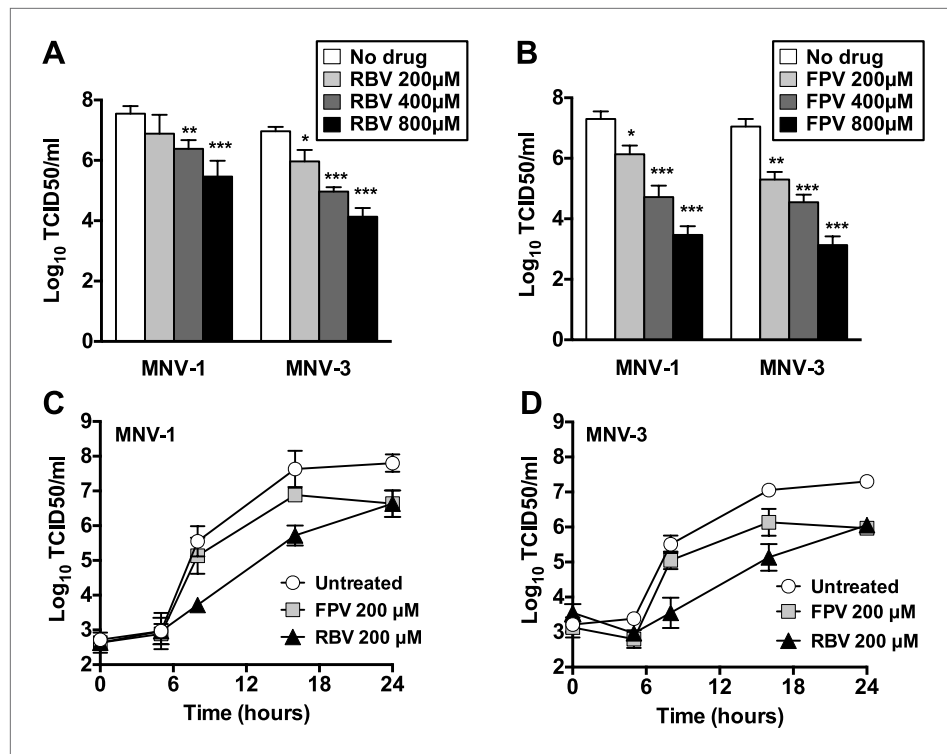 A
No drug
RBV 200µM
RBV 400µM
RBV 800µM
Log10 TCID50/ml
8
6
4
2
0
**
***
*
***
***
MNV-1 MNV-3
B
No drug
FPV 200µM
FPV 400µM
FPV 800µM
Log10 TCID50/ml
8
6
4
2
0
*
***
***
**
***
***
MNV-1 MNV-3
C
MNV-1
Log10 TCID50/ml
9
8
7
6
5
4
3
2
Untreated
FPV 200 µM
RBV 200 µM
0 6 12 18 24
Time (hours)
D
MNV-3
Log10 TCID50/ml
9
8
7
6
5
4
3
2
Untreated
FPV 200 µM
RBV 200 µM
0 6 12 18 24
Time (hours)